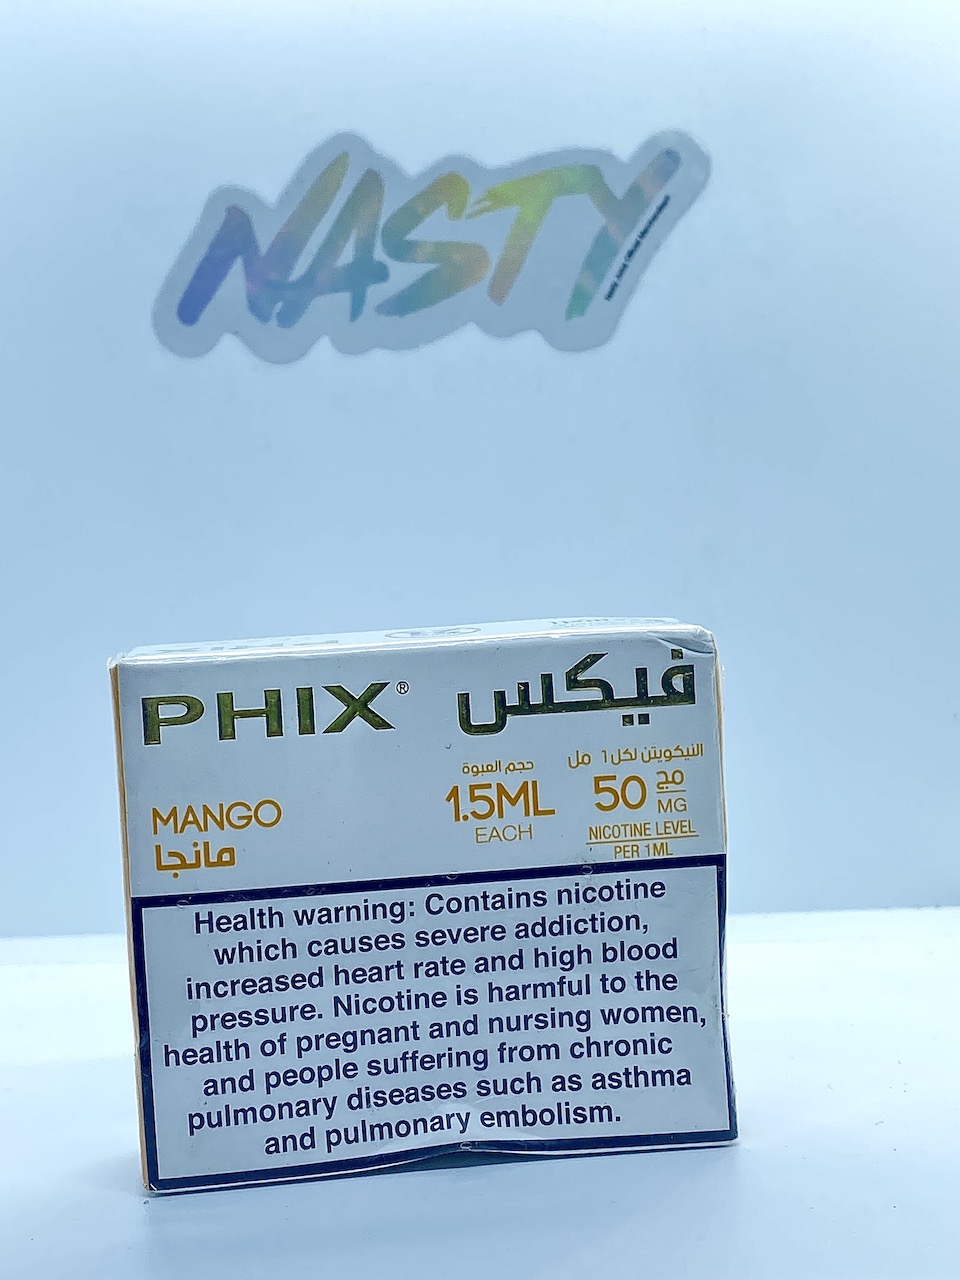 NASTY
PHIX® فيكس
حجم العبوة
1.5ML
EACH
النيكوتين لكل 1 مل
50 مج
MG
NICOTINE LEVEL
PER 1ML
MANGO
مانجا
Health warning: Contains nicotine
which causes severe addiction,
increased heart rate and high blood
pressure. Nicotine is harmful to the
health of pregnant and nursing women,
and people suffering from chronic
pulmonary diseases such as asthma
and pulmonary embolism.